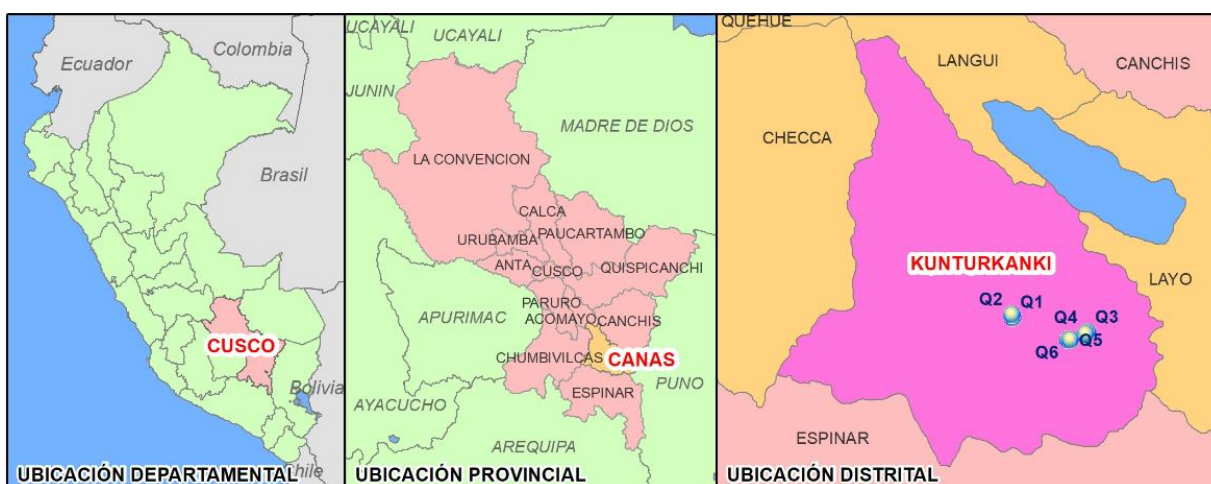 Colombia
Ecuador
Brasil
CUSCO
Bolivia
Chile
UBICACIÓN DEPARTAMENTAL
UCAYALI
UCAYALI
JUNIN
MADRE DE DIOS
LA CONVENCION
CALCA
URUBAMBA
PAUCARTAMBO
ANTA
CUSCO
QUISPICANCHI
PARURO
ACOMAYO
CANCHIS
APURIMAC
CHUMBIVILCAS
CANAS
PUNO
ESPINAR
AYACUCHO
AREQUIPA
UBICACIÓN PROVINCIAL
QUEHUE
LANGUI
CANCHIS
CHECCA
KUNTURKANKI
LAYO
Q2
Q1
Q4
Q3
Q5
Q6
ESPINAR
UBICACIÓN DISTRITAL